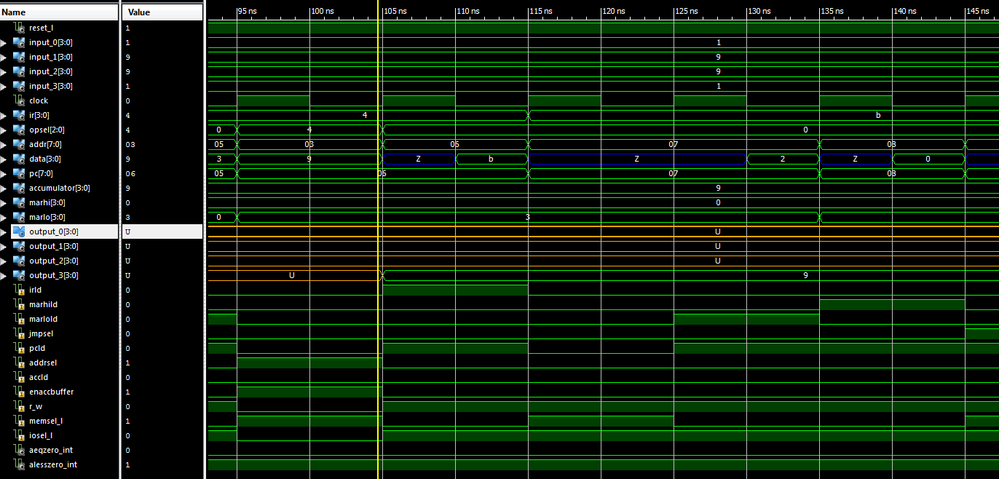 Name Value 95 ns 100 ns 105 ns 110 ns 115 ns 120 ns 125 ns 130 ns 135 ns 140 ns 145 ns
reset_l 1
input_0[3:0] 1 1
input_1[3:0] 9 9
input_2[3:0] 9 9
input_3[3:0] 1 1
clock 0
ir[3:0] 4 4 b
opsel[2:0] 4 0 4 0
addr[7:0] 03 05 03 06 07 08
data[3:0] 9 3 9 Z b Z 2 Z 0
pc[7:0] 06 05 06 07 08
accumulator[3:0] 9 9
marhi[3:0] 0 0
marlo[3:0] 3 0 3
output_0[3:0] U U
output_1[3:0] U U
output_2[3:0] U U
output_3[3:0] U U 9
irld 0
marhild 0
marlold 0
jmpsel 0
pcld 0
addrsel 1
accld 0
enaccbuffer 1
r_w 0
memsel_l 1
iosel_l 0
aeqzero_int 0
alesszero_int 1